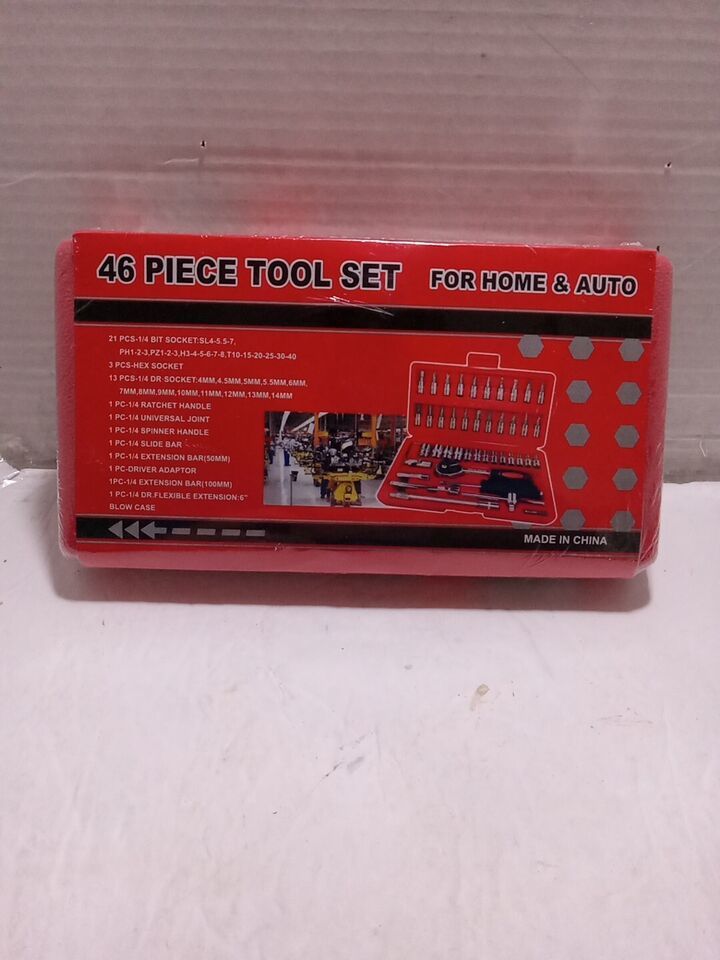 46 PIECE TOOL SET FOR HOME & AUTO
21 PCS-1/4 BIT SOCKET:SL4-5.5-7,
PH1-2-3,PZ1-2-3,H3-4-5-6-7-8,T10-15-20-25-30-40
3 PCS-HEX SOCKET
13 PCS-1/4 DR·SOCKET:4MM,4.5MM,5MM,5.5MM,6MM,
7MM,8MM,9MM,10MM,11MM,12MM,13MM,14MM
1 PC-1/4 RATCHET HANDLE
1 PC-1/4 UNIVERSAL JOINT
1 PC-1/4 SPINNER HANDLE
1 PC-1/4 SLIDE BAR
1 PC-1/4 EXTENSION BAR(50MM)
1 PC-DRIVER ADAPTOR
1PC-1/4 EXTENSION BAR(100MM)
1 PC-1/4 DR.FLEXIBLE EXTENSION:6"
BLOW CASE
MADE IN CHINA